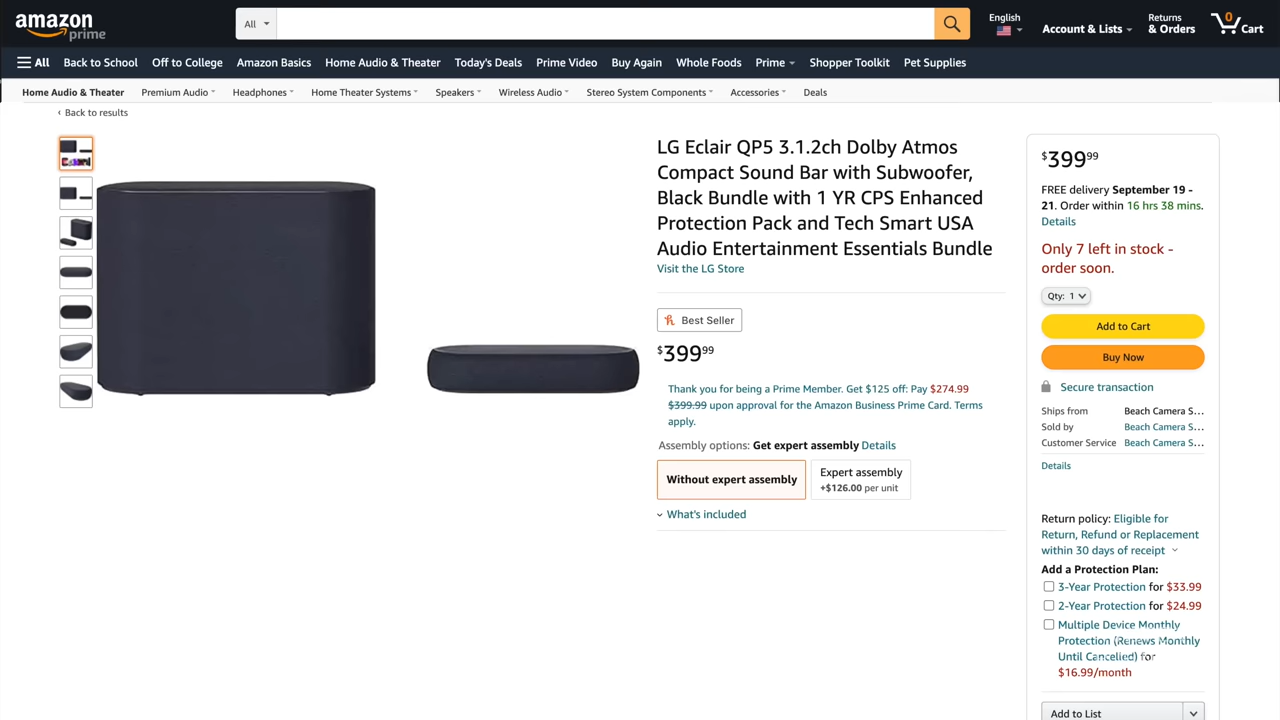 amazon
prime
All
English
Account & Lists
Returns
& Orders
0
Cart
All
Back to School
Off to College
Amazon Basics
Home Audio & Theater
Today's Deals
Prime Video
Buy Again
Whole Foods
Prime
Shopper Toolkit
Pet Supplies
Home Audio & Theater
Premium Audio
Headphones
Home Theater Systems
Speakers
Wireless Audio
Stereo System Components
Accessories
Deals
‹ Back to results
LG Eclair QP5 3.1.2ch Dolby Atmos
Compact Sound Bar with Subwoofer,
Black Bundle with 1 YR CPS Enhanced
Protection Pack and Tech Smart USA
Audio Entertainment Essentials Bundle
Visit the LG Store
Best Seller
$399 99
Thank you for being a Prime Member. Get $125 off: Pay $274.99
$399.99 upon approval for the Amazon Business Prime Card. Terms
apply.
Assembly options: Get expert assembly Details
Without expert assembly
Expert assembly
+$126.00 per unit
What's included
$399 99
FREE delivery September 19 -
21. Order within 16 hrs 38 mins.
Details
Only 7 left in stock -
order soon.
Qty: 1
Add to Cart
Buy Now
Secure transaction
Ships from Beach Camera S...
Sold by Beach Camera S...
Customer Service Beach Camera S...
Details
Return policy: Eligible for
Return, Refund or Replacement
within 30 days of receipt
Add a Protection Plan:
3-Year Protection for $33.99
2-Year Protection for $24.99
Multiple Device Monthly
Protection (Renews Monthly
Until Cancelled) for
$16.99/month
Add to List